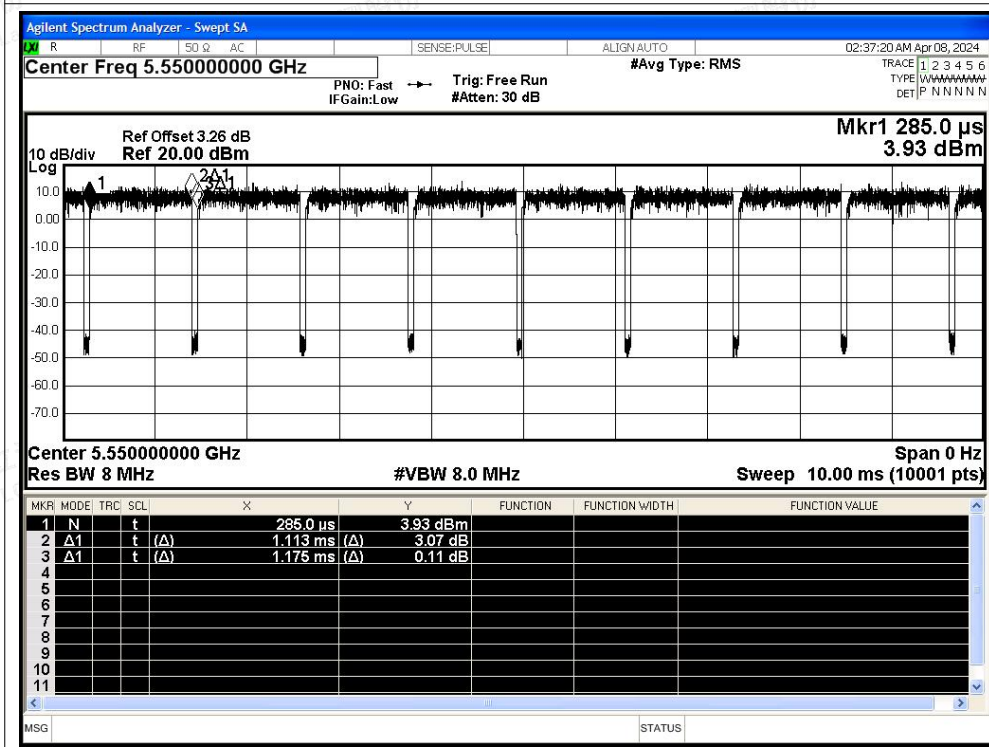 Agilent Spectrum Analyzer - Swept SA
LXI R RF 50 Ω AC SENSE:PULSE ALIGN AUTO 02:37:20 AM Apr 08, 2024
Center Freq 5.550000000 GHz #Avg Type: RMS TRACE 1 2 3 4 5 6
PNO: Fast Trig: Free Run TYPE WWWWWW
IFGain:Low #Atten: 30 dB DET P N N N N N
Mkr1 285.0 µs
Ref Offset 3.26 dB
10 dB/div Ref 20.00 dBm 3.93 dBm
Log
1 2Δ1
3Δ1
10.0
0.00
-10.0
-20.0
-30.0
-40.0
-50.0
-60.0
-70.0
Center 5.550000000 GHz Span 0 Hz
Res BW 8 MHz #VBW 8.0 MHz Sweep 10.00 ms (10001 pts)
MKR MODE TRC SCL X Y FUNCTION FUNCTION WIDTH FUNCTION VALUE
1 N t 285.0 µs 3.93 dBm
2 Δ1 t (Δ) 1.113 ms (Δ) 3.07 dB
3 Δ1 t (Δ) 1.175 ms (Δ) 0.11 dB
4
5
6
7
8
9
10
11
MSG STATUS